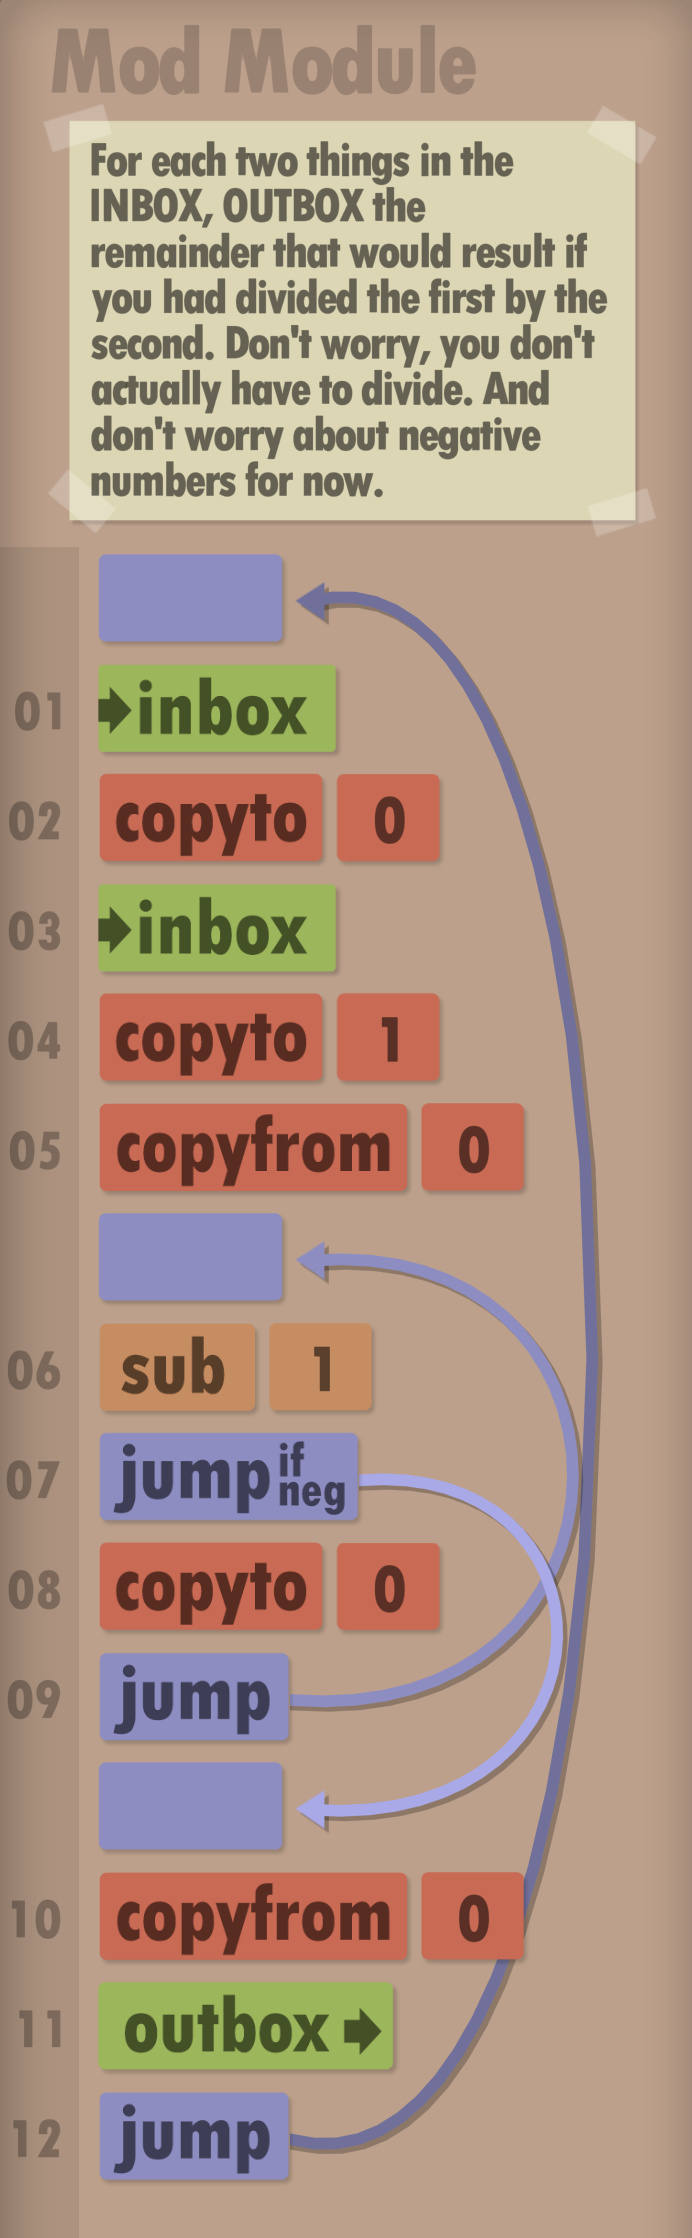 Mod Module
For each two things in the
INBOX, OUTBOX the
remainder that would result if
you had divided the first by the
second. Don't worry, you don't
actually have to divide. And
don't worry about negative
numbers for now.
01 inbox
02 copyto 0
03 inbox
04 copyto 1
05 copyfrom 0
06 sub 1
07 jump if neg
08 copyto 0
09 jump
10 copyfrom 0
11 outbox
12 jump